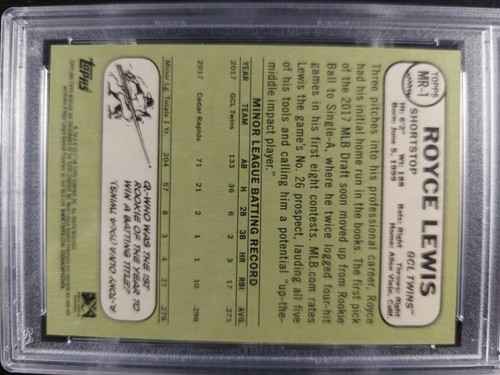 TOPPS
MR-1
ROYCE LEWIS
SHORTSTOP GCL TWINS™
Ht: 6'2" Wt: 188 Bats: Right Throws: Right
Born: June 5, 1999 Home: Aliso Viejo, Calif.
Three pitches into his professional career, Royce
had his initial home run in the books. The first pick
of the 2017 MLB Draft soon moved up from Rookie
Ball to Single-A, where he twice logged four-hit
games in his first eight contests. MLB.com rates
Lewis the game's No. 26 prospect, lauding all five
of his tools and calling him a potential "up-the-
middle impact player."
MINOR LEAGUE BATTING RECORD
YEAR TEAM AB H 2B 3B HR RBI AVG.
2017 GCL Twins 133 36 6 2 3 17 .271
2017 Cedar Rapids 71 21 2 1 1 10 .296
Minor Lg. Totals 1 Yr. 204 57 8 3 4 27 .279
Q-WHO WAS THE 1ST
ROOKIE OF THE YEAR TO
WIN A BATTING TITLE?
A-TONY OLIVA (1964 TWINS)
Topps